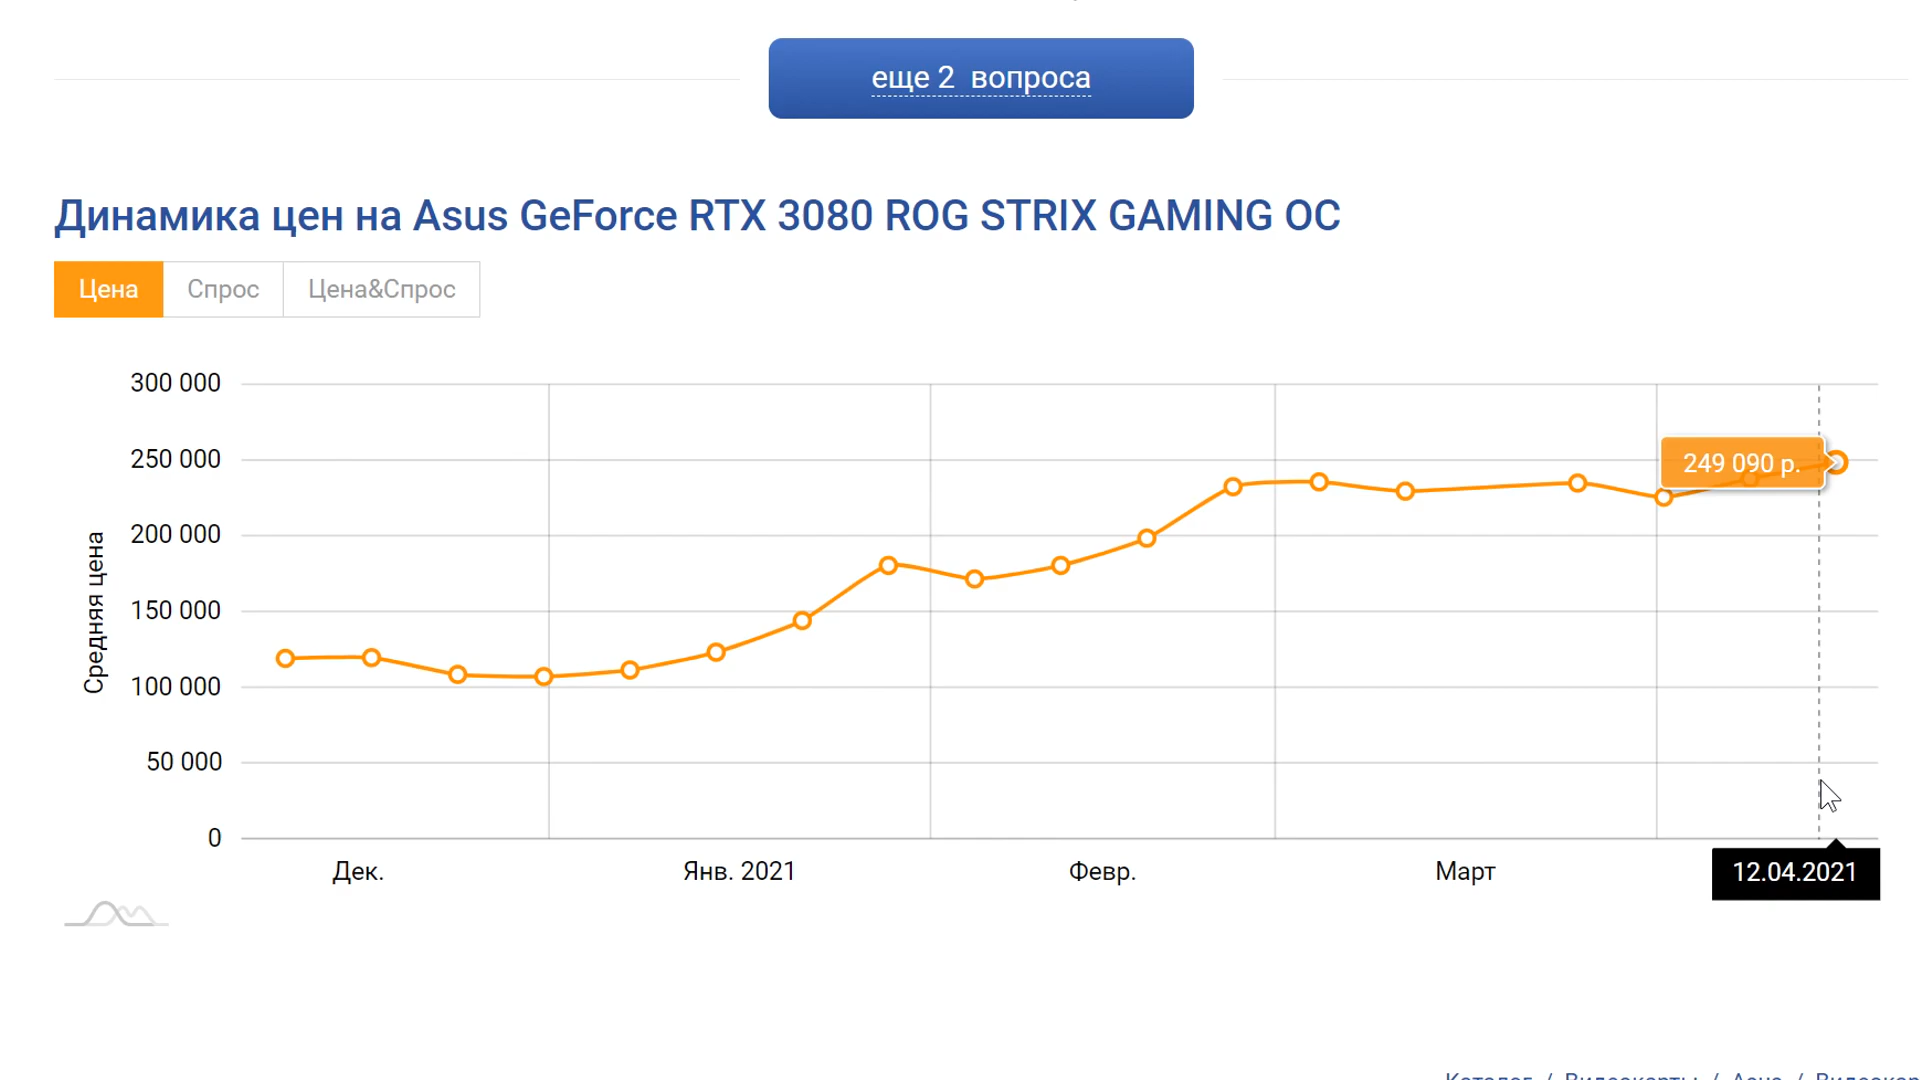 еще 2 вопроса
Динамика цен на Asus GeForce RTX 3080 ROG STRIX GAMING OC
Цена Спрос Цена&Спрос
300 000
250 000
200 000
150 000
100 000
50 000
0
Средняя цена
249 090 р.
Дек. Янв. 2021 Февр. Март 12.04.2021